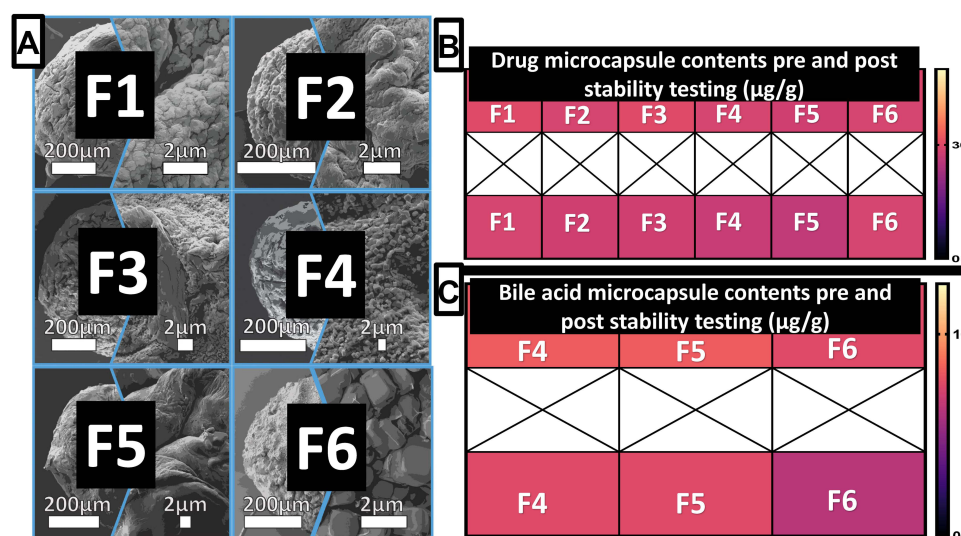 A
F1
200μm 2μm
F2
200μm 2μm
F3
200μm 2μm
F4
200μm 2μm
F5
200μm 2μm
F6
200μm 2μm
B
Drug microcapsule contents pre and post
stability testing (μg/g)
F1 F2 F3 F4 F5 F6
F1 F2 F3 F4 F5 F6
0
C
Bile acid microcapsule contents pre and
post stability testing (μg/g)
F4 F5 F6
F4 F5 F6
1
0